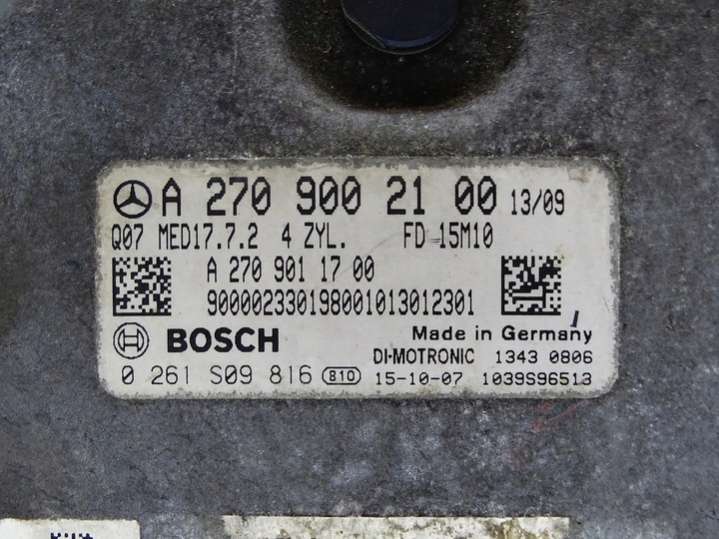 A 270 900 21 00 13/09
Q07 MED17.7.2 4 ZYL. FD 15M10
A 270 901 17 00
900002330198001013012301
BOSCH Made in Germany
DI-MOTRONIC 1343 0806
0 261 S09 816 810 15-10-07 1039S96513